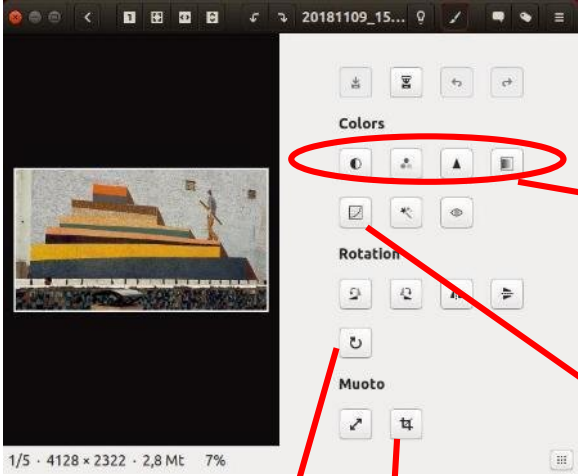 20181109_15...
Colors
Rotation
Muoto
1/5 · 4128 × 2322 · 2,8 Mt 7%